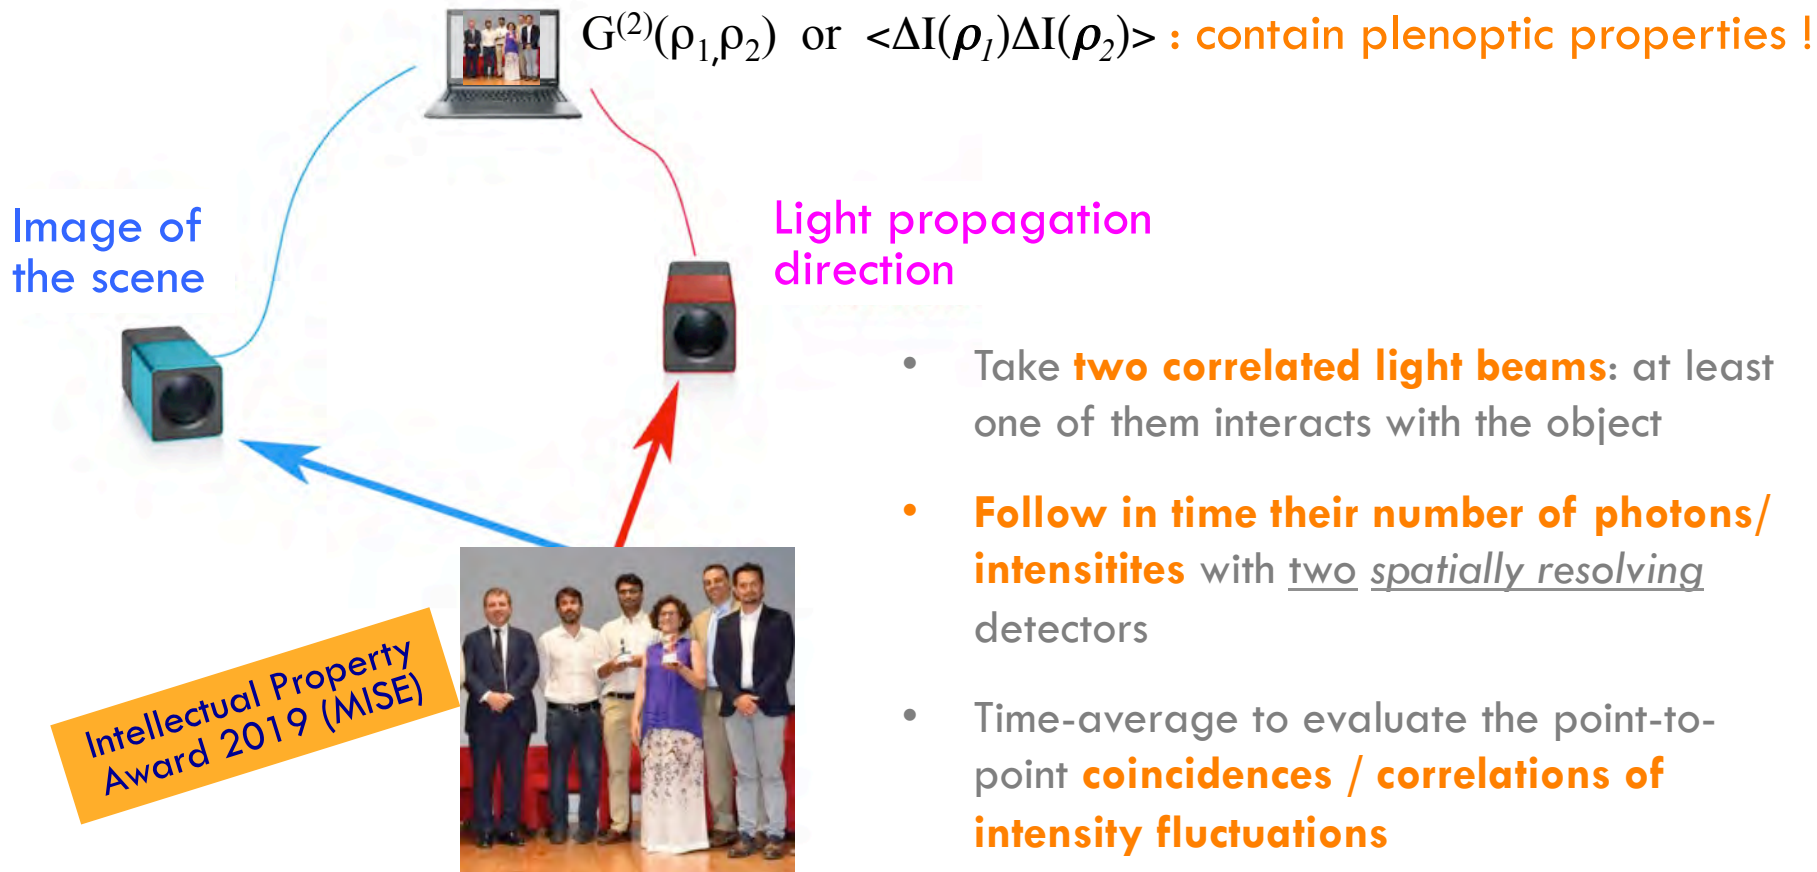 G⁽²⁾(ρ₁,ρ₂) or <ΔI(ρ₁)ΔI(ρ₂)> : contain plenoptic properties !
Image of
the scene
Light propagation
direction
• Take two correlated light beams: at least
one of them interacts with the object
• Follow in time their number of photons/
intensitites with two spatially resolving
detectors
• Time-average to evaluate the point-to-
point coincidences / correlations of
intensity fluctuations
Intellectual Property
Award 2019 (MISE)